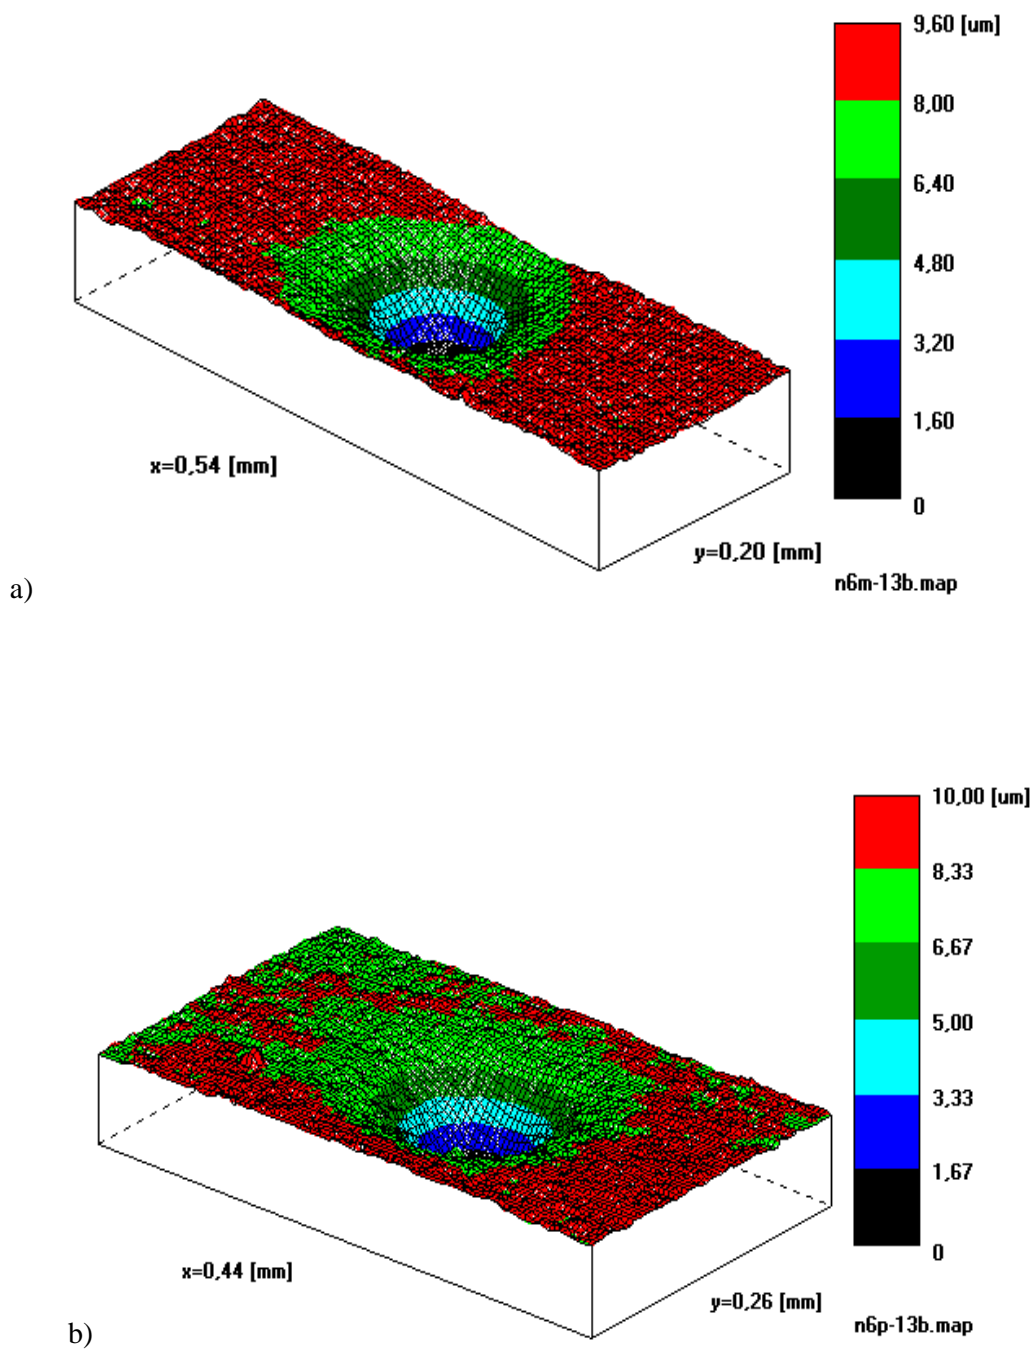 9,60 [um]
8,00
6,40
4,80
3,20
1,60
0
x=0,54 [mm]
y=0,20 [mm]
n6m-13b.map
a)
10,00 [um]
8,33
6,67
5,00
3,33
1,67
0
x=0,44 [mm]
y=0,26 [mm]
n6p-13b.map
b)